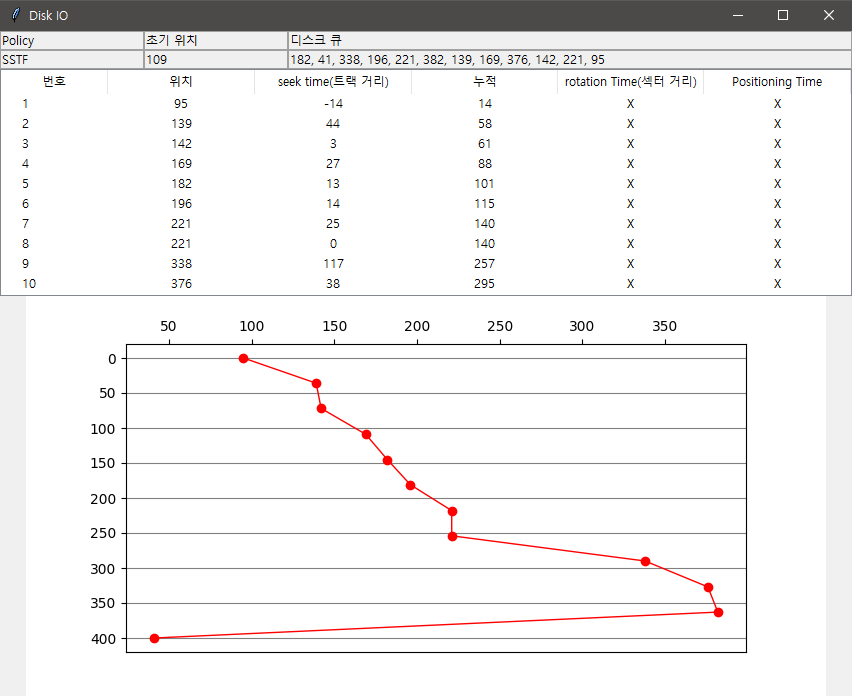 Disk IO
Policy 초기 위치 디스크 큐
SSTF 109 182, 41, 338, 196, 221, 382, 139, 169, 376, 142, 221, 95
번호 위치 seek time(트랙 거리) 누적 rotation Time(섹터 거리) Positioning Time
1 95 -14 14 X X
2 139 44 58 X X
3 142 3 61 X X
4 169 27 88 X X
5 182 13 101 X X
6 196 14 115 X X
7 221 25 140 X X
8 221 0 140 X X
9 338 117 257 X X
10 376 38 295 X X
50 100 150 200 250 300 350
0
50
100
150
200
250
300
350
400